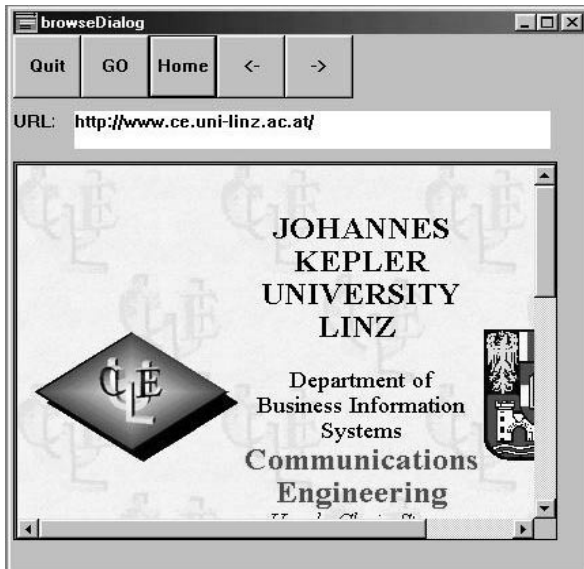 browseDialog
Quit GO Home <- ->
URL: http://www.ce.uni-linz.ac.at/
JOHANNES
KEPLER
UNIVERSITY
LINZ
Department of
Business Information
Systems
Communications
Engineering